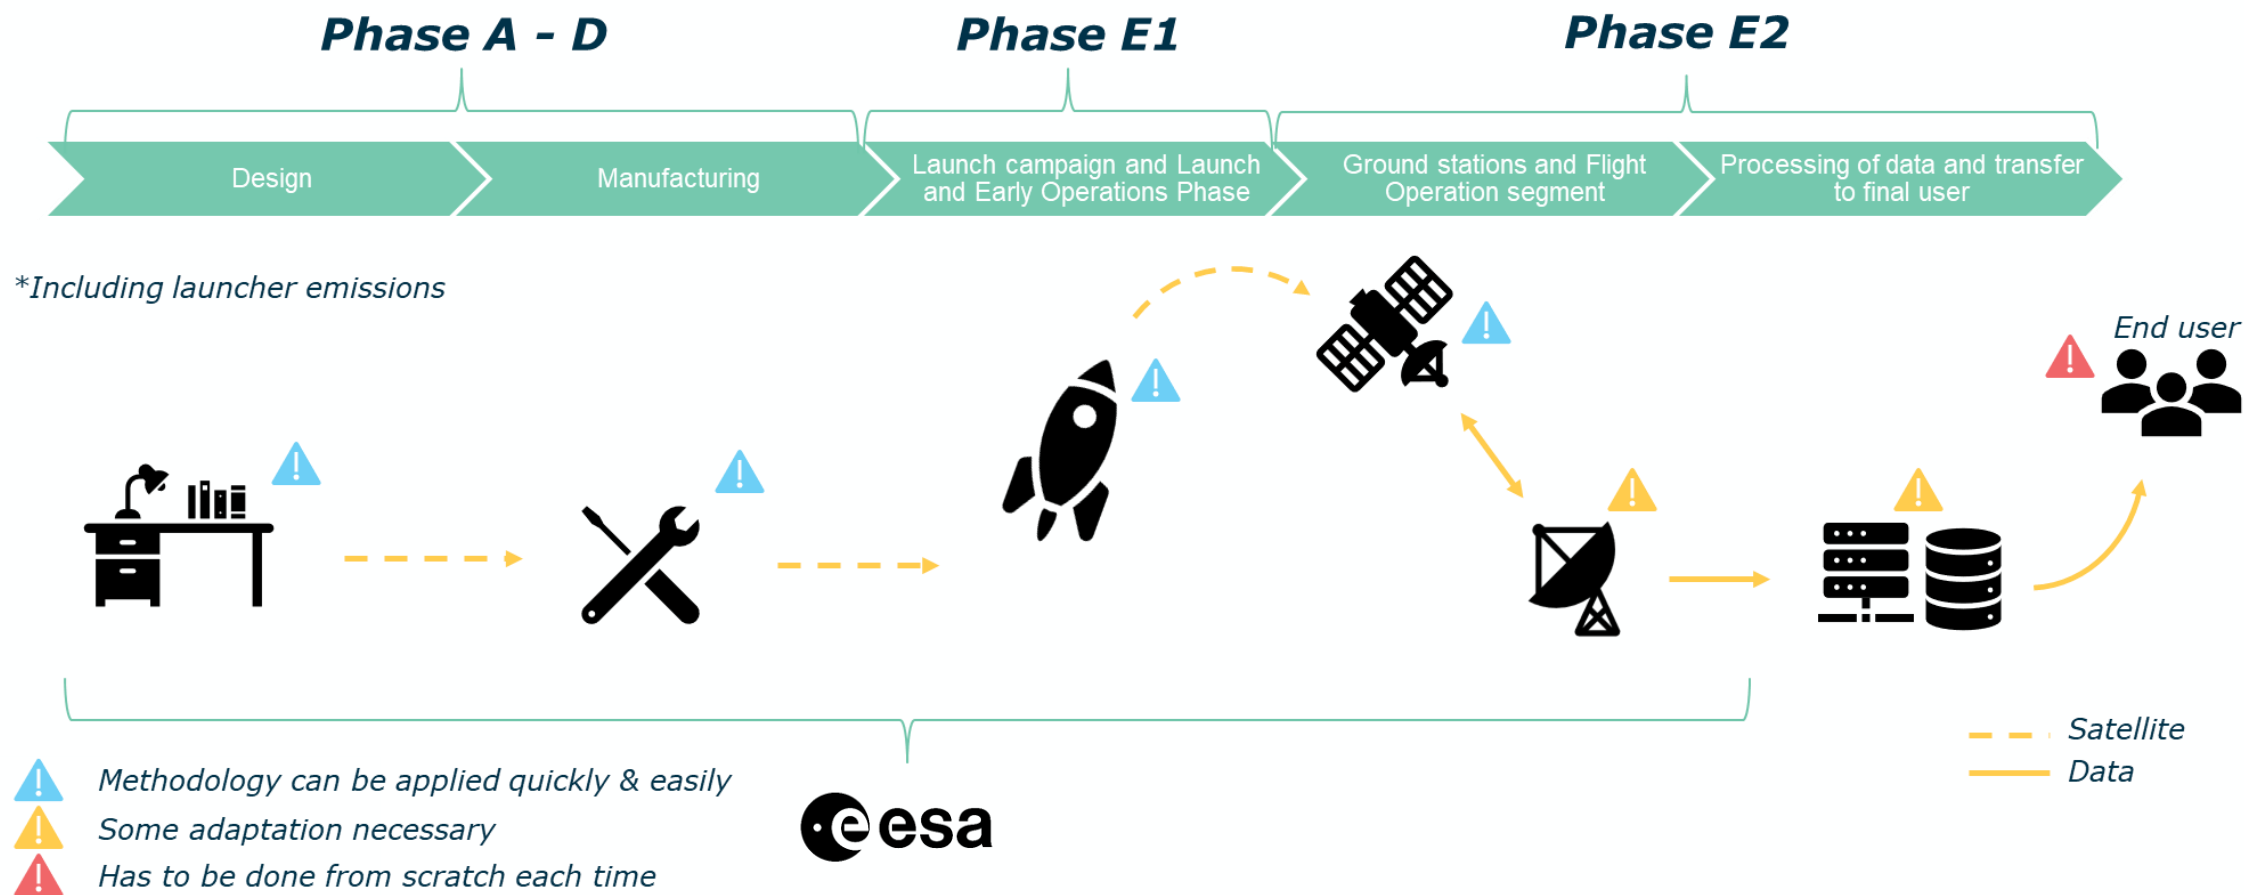 Phase A - D
Phase E1
Phase E2
Design
Manufacturing
Launch campaign and Launch
and Early Operations Phase
Ground stations and Flight
Operation segment
Processing of data and transfer
to final user
*Including launcher emissions
End user
Satellite
Data
Methodology can be applied quickly & easily
Some adaptation necessary
Has to be done from scratch each time
esa